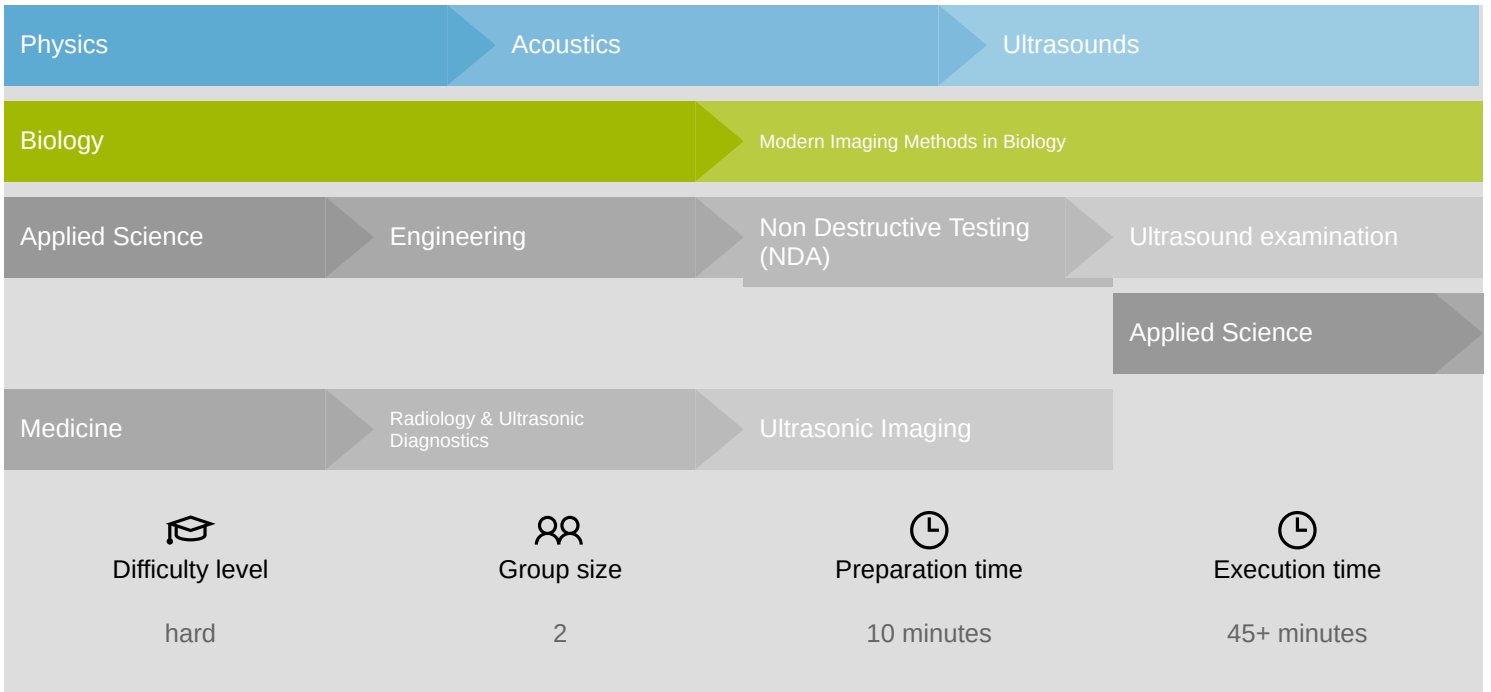 Physics
Acoustics
Ultrasounds
Biology
Modern Imaging Methods in Biology
Applied Science
Engineering
Non Destructive Testing
(NDA)
Ultrasound examination
Applied Science
Medicine
Radiology & Ultrasonic
Diagnostics
Ultrasonic Imaging
Difficulty level
Group size
Preparation time
Execution time
hard
2
10 minutes
45+ minutes